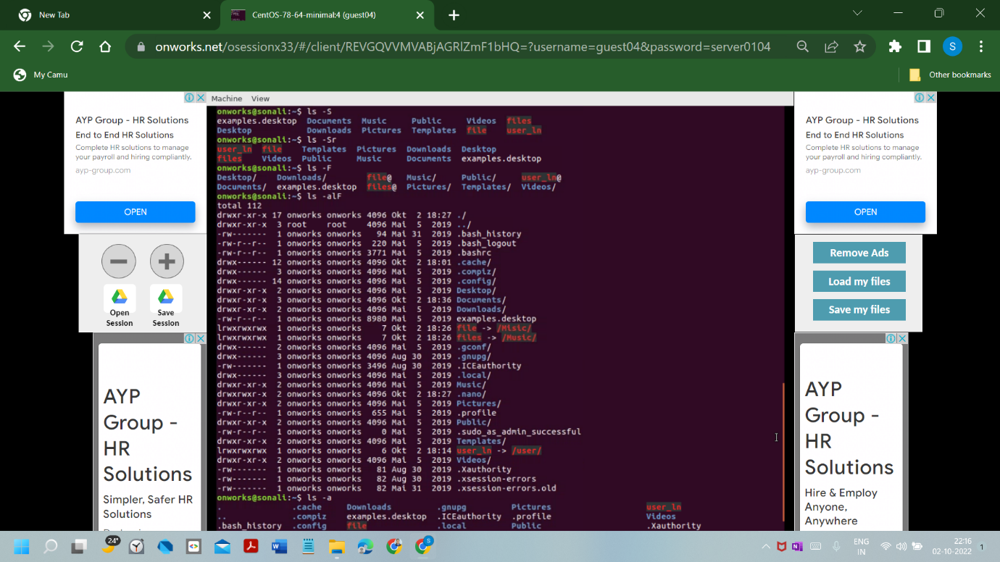 New Tab
CentOS-78-64-minimal:4 (guest04)
onworks.net/osessionx33/#/client/REVGQVVMVABjAGRlZmF1bHQ=?username=guest04&password=server0104
My Camu
Other bookmarks
AYP Group - HR Solutions
End to End HR Solutions
Complete HR solutions to manage
your payroll and hiring compliantly.
ayp-group.com
OPEN
Open Session
Save Session
AYP
Group -
HR
Solutions
Simpler, Safer HR
Solutions
Machine View
onworks@sonali:~$ ls -S
examples.desktop Documents Music Public Videos files
Desktop Downloads Pictures Templates file user_ln
onworks@sonali:~$ ls -Sr
user_ln file Templates Pictures Downloads Desktop
files Videos Public Music Documents examples.desktop
onworks@sonali:~$ ls -F
Desktop/ Downloads/ file@ Music/ Public/ user_ln@
Documents/ examples.desktop files@ Pictures/ Templates/ Videos/
onworks@sonali:~$ ls -alF
total 112
drwxr-xr-x 17 onworks onworks 4096 Okt 2 18:27 ./
drwxr-xr-x 3 root root 4096 Mai 5 2019 ../
-rw------- 1 onworks onworks 94 Mai 31 2019 .bash_history
-rw-r--r-- 1 onworks onworks 220 Mai 5 2019 .bash_logout
-rw-r--r-- 1 onworks onworks 3771 Mai 5 2019 .bashrc
drwx------ 12 onworks onworks 4096 Okt 2 18:01 .cache/
drwx------ 3 onworks onworks 4096 Mai 5 2019 .compiz/
drwx------ 14 onworks onworks 4096 Mai 5 2019 .config/
drwxr-xr-x 2 onworks onworks 4096 Mai 5 2019 Desktop/
drwxr-xr-x 3 onworks onworks 4096 Okt 2 18:36 Documents/
drwxr-xr-x 2 onworks onworks 4096 Mai 5 2019 Downloads/
-rw-r--r-- 1 onworks onworks 8980 Mai 5 2019 examples.desktop
lrwxrwxrwx 1 onworks onworks 7 Okt 2 18:26 file -> /Misic/
lrwxrwxrwx 1 onworks onworks 7 Okt 2 18:26 files -> /Music/
drwx------ 2 onworks onworks 4096 Mai 5 2019 .gconf/
drwx------ 3 onworks onworks 4096 Aug 30 2019 .gnupg/
-rw------- 1 onworks onworks 3496 Aug 30 2019 .ICEauthority
drwx------ 3 onworks onworks 4096 Mai 5 2019 .local/
drwxr-xr-x 2 onworks onworks 4096 Mai 5 2019 Music/
drwxrwxr-x 2 onworks onworks 4096 Okt 2 18:27 .nano/
drwxr-xr-x 2 onworks onworks 4096 Mai 5 2019 Pictures/
-rw-r--r-- 1 onworks onworks 655 Mai 5 2019 .profile
drwxr-xr-x 2 onworks onworks 4096 Mai 5 2019 Public/
-rw-r--r-- 1 onworks onworks 0 Mai 5 2019 .sudo_as_admin_successful
drwxr-xr-x 2 onworks onworks 4096 Mai 5 2019 Templates/
lrwxrwxrwx 1 onworks onworks 6 Okt 2 18:14 user_ln -> /user/
drwxr-xr-x 2 onworks onworks 4096 Mai 5 2019 Videos/
-rw------- 1 onworks onworks 81 Aug 30 2019 .Xauthority
-rw------- 1 onworks onworks 82 Aug 30 2019 .xsession-errors
-rw------- 1 onworks onworks 82 Mai 31 2019 .xsession-errors.old
onworks@sonali:~$ ls -a
. .cache Downloads .gnupg Pictures user_ln
.. .compiz examples.desktop .ICEauthority .profile Videos
.bash_history .config file .local Public .Xauthority
AYP Group - HR Solutions
End to End HR Solutions
Complete HR solutions to manage
your payroll and hiring compliantly.
ayp-group.com
OPEN
Remove Ads
Load my files
Save my files
AYP
Group -
HR
Solutions
Hire & Employ
Anyone,
Anywhere
24°
ENG
IN
22:16
02-10-2022
1